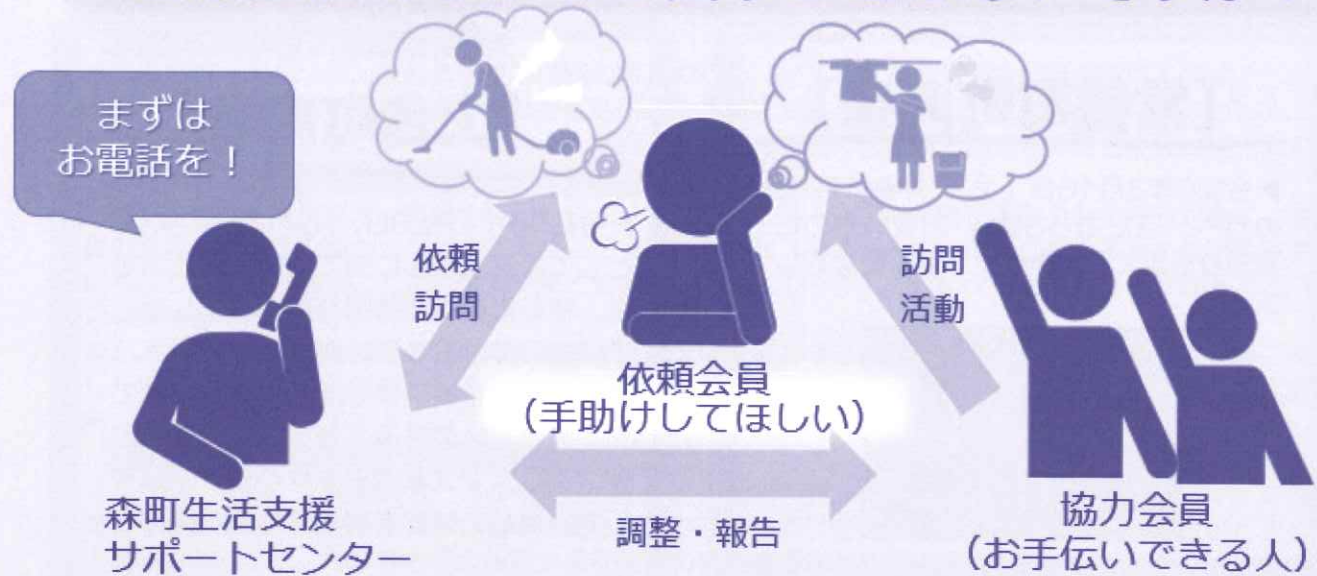 まずは
お電話を！
依頼
訪問
訪問
活動
依頼会員
（手助けしてほしい）
森町生活支援
サポートセンター
調整・報告
協力会員
（お手伝いできる人）